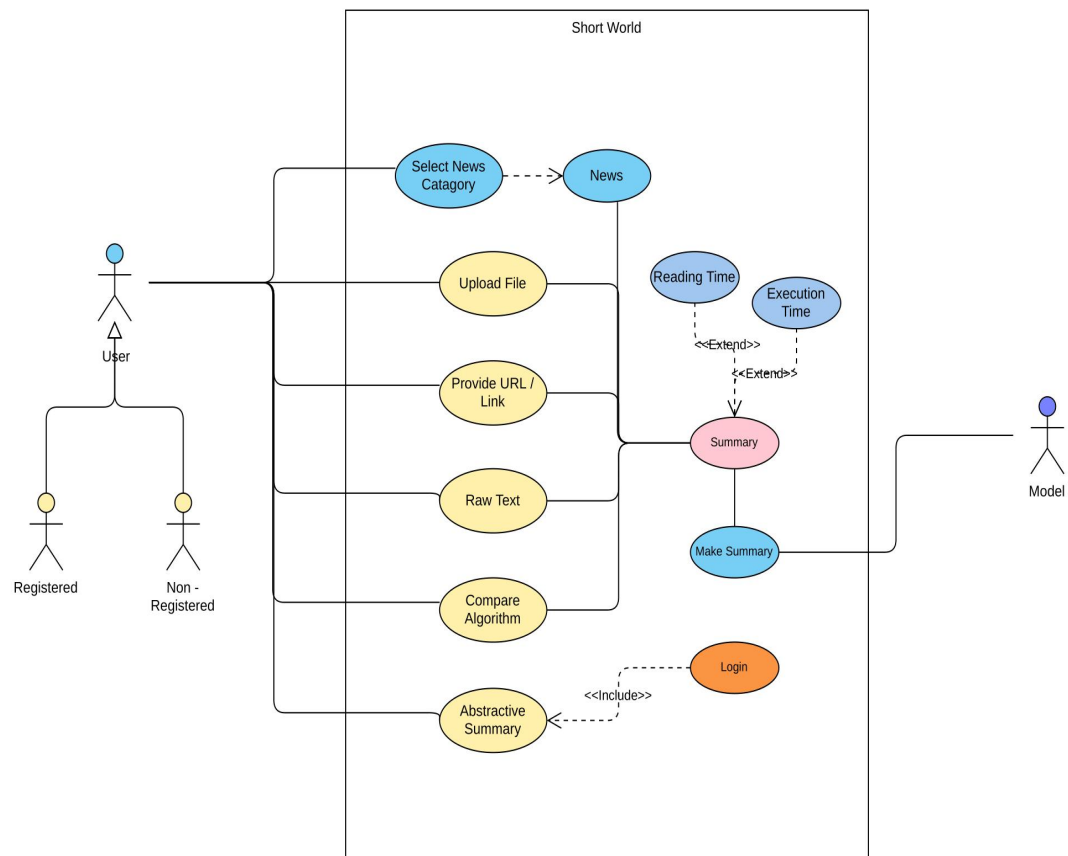 Short World
Select News
Catagory
News
Upload File
Reading Time
Execution
Time
<<Extend>>
<<Extend>>
User
Provide URL /
Link
Summary
Model
Raw Text
Make Summary
Registered
Non -
Registered
Compare
Algorithm
Login
<<Include>>
Abstractive
Summary